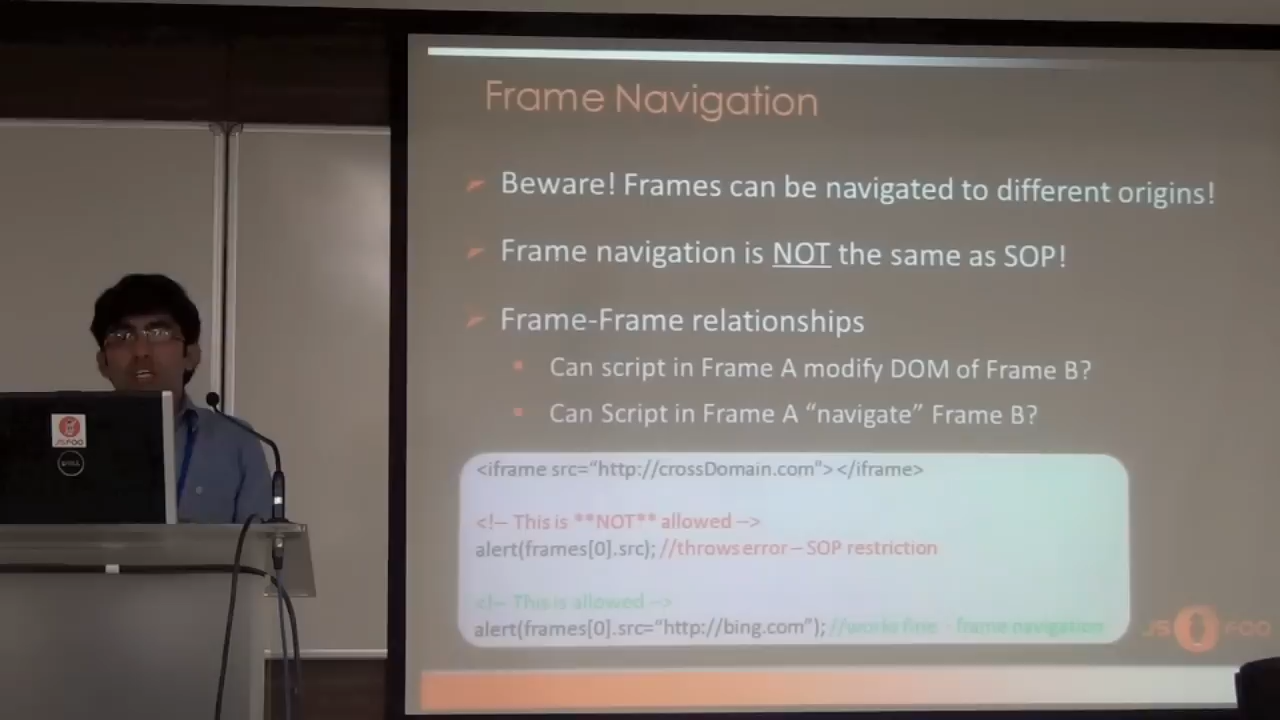 Frame Navigation
Beware! Frames can be navigated to different origins!
Frame navigation is NOT the same as SOP!
Frame-Frame relationships
Can script in Frame A modify DOM of Frame B?
Can Script in Frame A “navigate” Frame B?
<iframe src=“http://crossDomain.com”></iframe>
<!-- This is **NOT** allowed -->
alert(frames[0].src); //throws error – SOP restriction
<!-- This is allowed -->
alert(frames[0].src=“http://bing.com”); //works fine - frame navigation
JS FOO
JSFOO
DELL